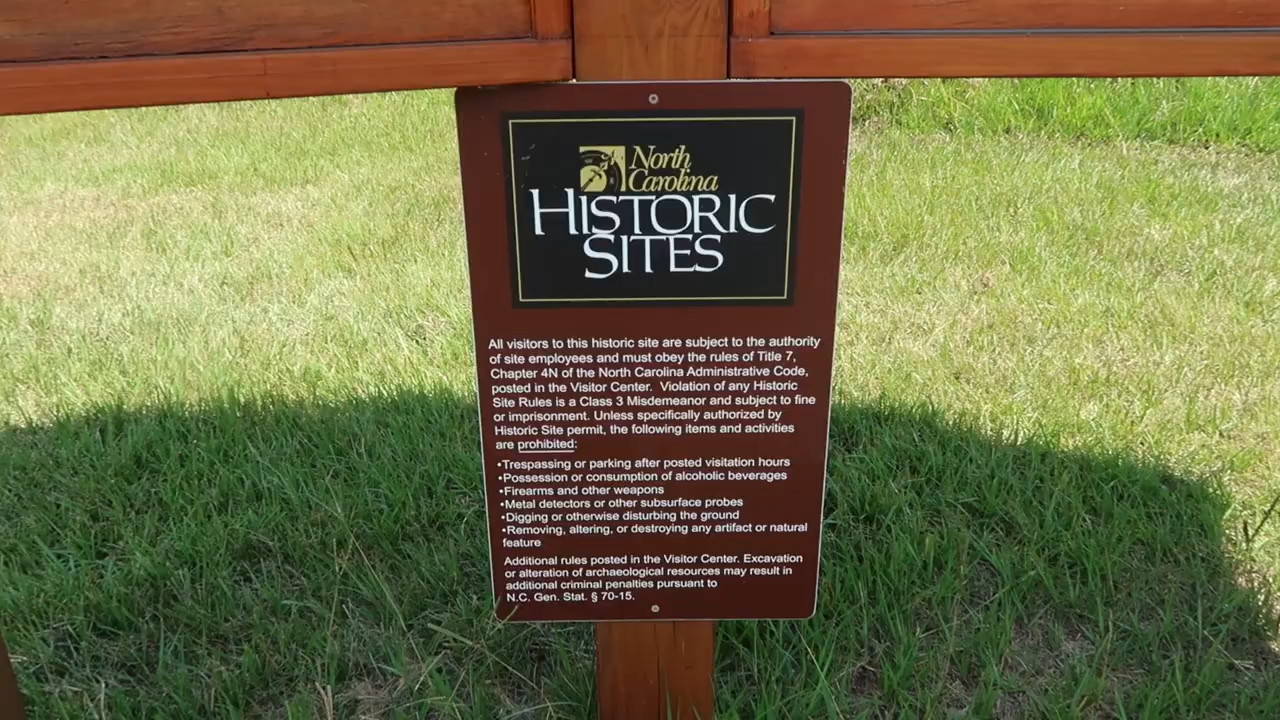 North
Carolina
HISTORIC
SITES
All visitors to this historic site are subject to the authority
of site employees and must obey the rules of Title 7,
Chapter 4N of the North Carolina Administrative Code,
posted in the Visitor Center. Violation of any Historic
Site Rules is a Class 3 Misdemeanor and subject to fine
or imprisonment. Unless specifically authorized by
Historic Site permit, the following items and activities
are prohibited:
•Trespassing or parking after posted visitation hours
•Possession or consumption of alcoholic beverages
•Firearms and other weapons
•Metal detectors or other subsurface probes
•Digging or otherwise disturbing the ground
•Removing, altering, or destroying any artifact or natural
feature
Additional rules posted in the Visitor Center. Excavation
or alteration of archaeological resources may result in
additional criminal penalties pursuant to
N.C. Gen. Stat. § 70-15.